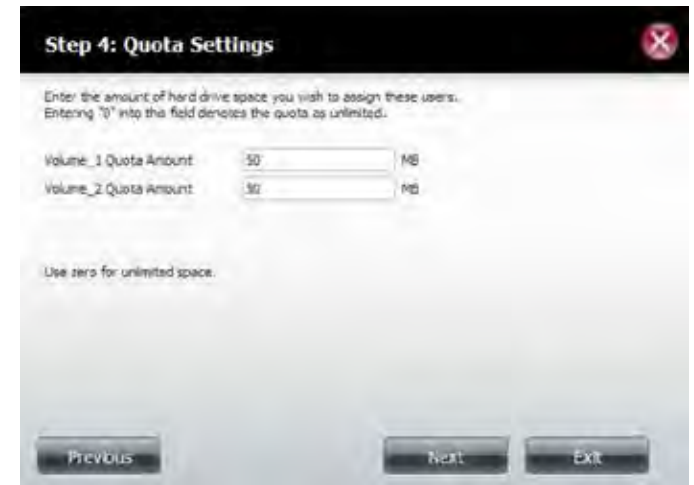 Step 4: Quota Settings
Enter the amount of hard drive space you wish to assign these users.
Entering "0" into this field denotes the quota as unlimited.
Volume_1 Quota Amount 50 MB
Volume_2 Quota Amount 50 MB
Use zero for unlimited space.
Previous Next Exit